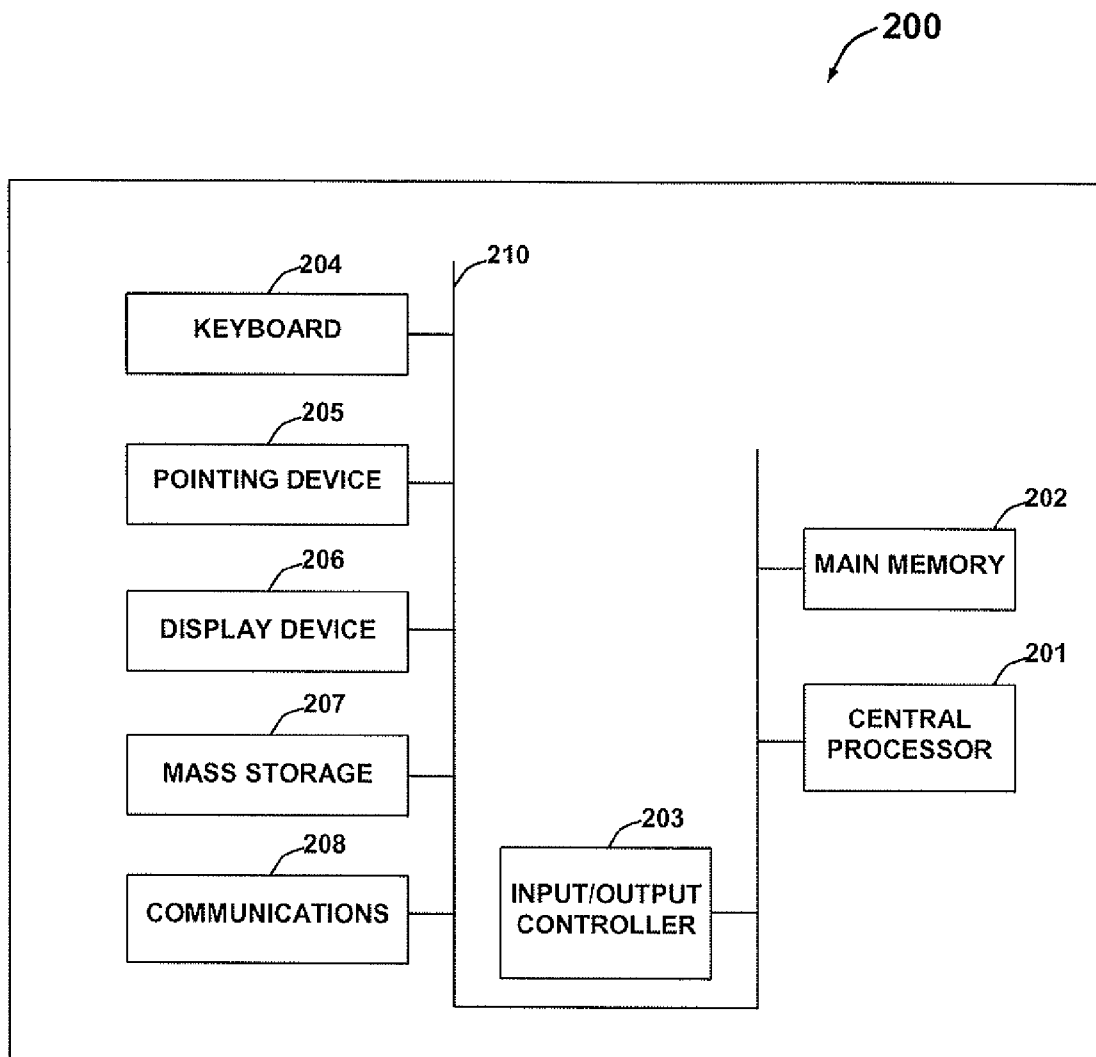 200
210
204
KEYBOARD
205
POINTING DEVICE
206
DISPLAY DEVICE
207
MASS STORAGE
208
COMMUNICATIONS
203
INPUT/OUTPUT
CONTROLLER
202
MAIN MEMORY
201
CENTRAL
PROCESSOR